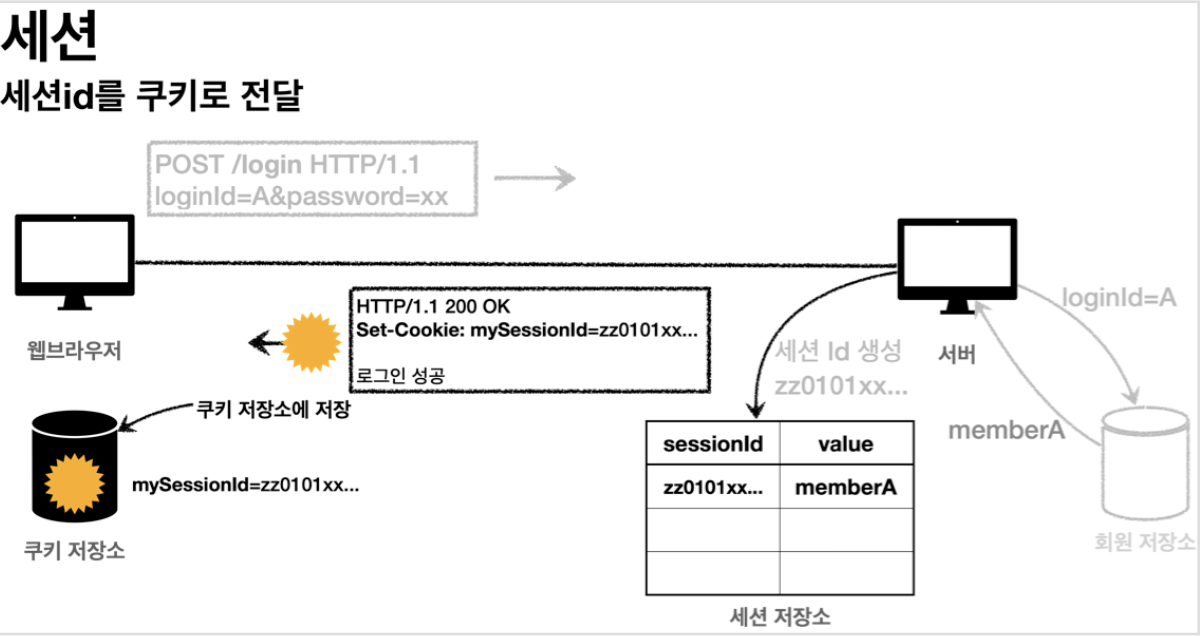 세션
세션id를 쿠키로 전달
POST /login HTTP/1.1
loginId=A&password=xx
HTTP/1.1 200 OK
Set-Cookie: mySessionId=zz0101xx...
로그인 성공
웹브라우저
서버
loginId=A
세션 Id 생성
zz0101xx...
memberA
쿠키 저장소에 저장
mySessionId=zz0101xx...
쿠키 저장소
sessionId value
zz0101xx... memberA
세션 저장소
회원 저장소